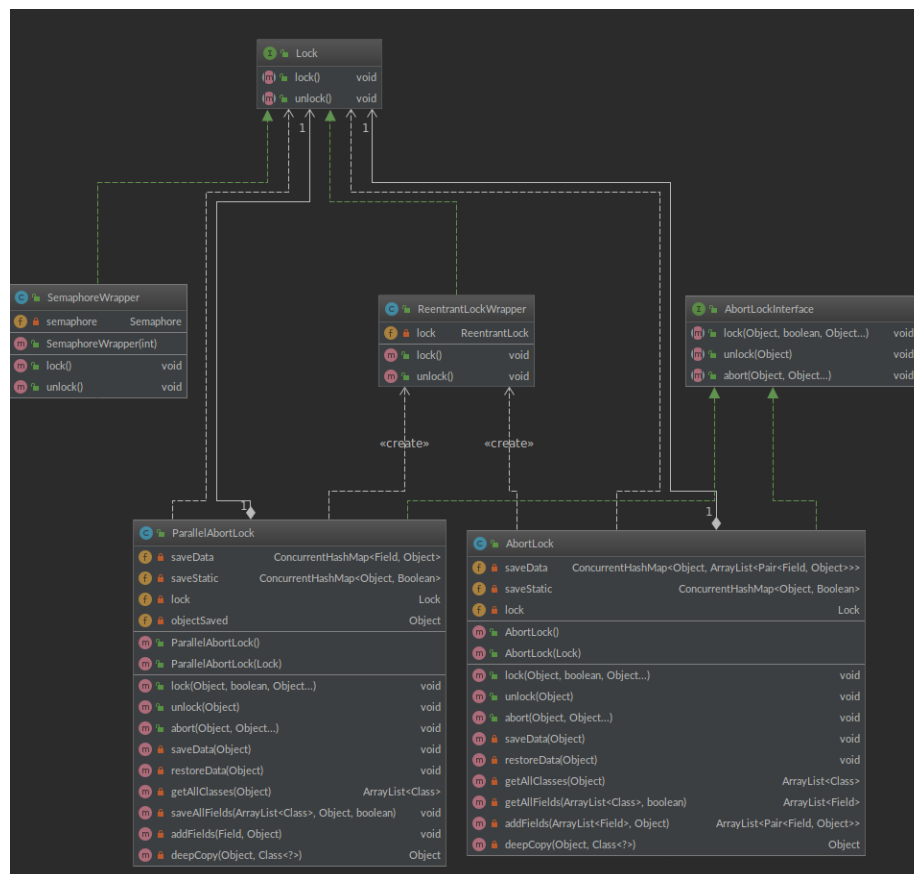 Lock
lock() void
unlock() void
1 1
SemaphoreWrapper
semaphore Semaphore
SemaphoreWrapper(int)
lock() void
unlock() void
ReentrantLockWrapper
lock ReentrantLock
lock() void
unlock() void
AbortLockInterface
lock(Object, boolean, Object...) void
unlock(Object) void
abort(Object, Object...) void
«create» «create»
1
ParallelAbortLock
saveData ConcurrentHashMap<Field, Object>
saveStatic ConcurrentHashMap<Object, Boolean>
lock Lock
objectSaved Object
ParallelAbortLock()
ParallelAbortLock(Lock)
lock(Object, boolean, Object...) void
unlock(Object) void
abort(Object, Object...) void
saveData(Object) void
restoreData(Object) void
getAllClasses(Object) ArrayList<Class>
saveAllFields(ArrayList<Class>, Object, boolean) void
addFields(Field, Object) void
deepCopy(Object, Class<?>) Object
1
AbortLock
saveData ConcurrentHashMap<Object, ArrayList<Pair<Field, Object>>>
saveStatic ConcurrentHashMap<Object, Boolean>
lock Lock
AbortLock()
AbortLock(Lock)
lock(Object, boolean, Object...) void
unlock(Object) void
abort(Object, Object...) void
saveData(Object) void
restoreData(Object) void
getAllClasses(Object) ArrayList<Class>
getAllFields(ArrayList<Class>, boolean) ArrayList<Field>
addFields(ArrayList<Field>, Object) ArrayList<Pair<Field, Object>>
deepCopy(Object, Class<?>) Object